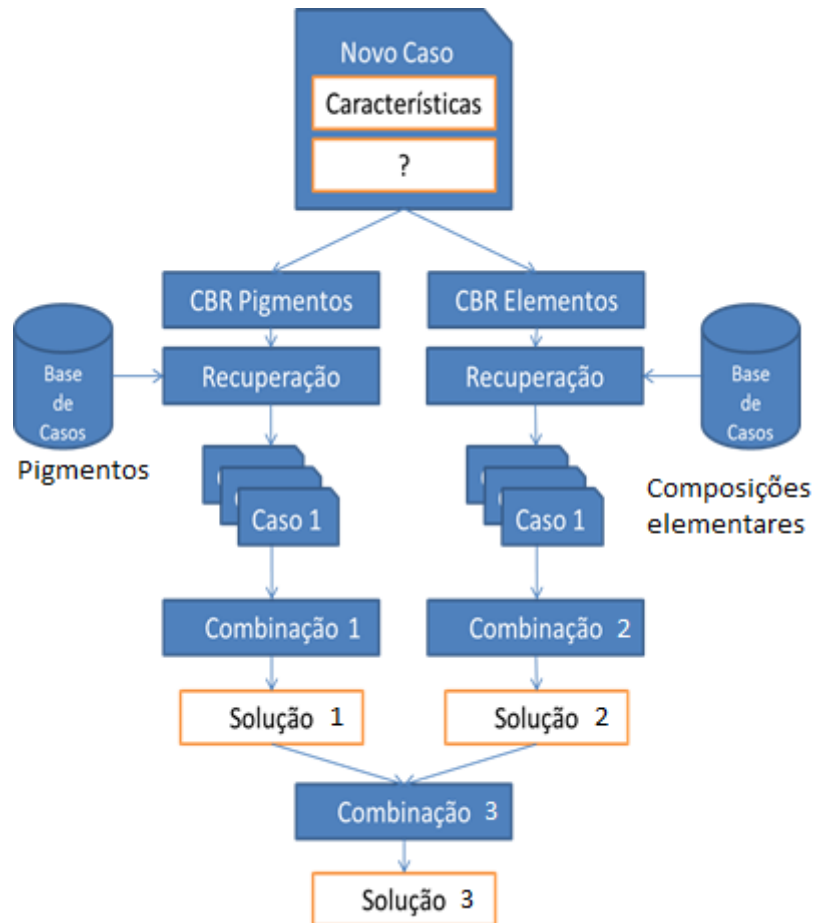 Novo Caso
Característícas
?
CBR Pigmentos
CBR Elementos
Base
de
Casos
Pigmentos
Recuperação
Recuperação
Base
de
Casos
Composições
elementares
Caso 1
Caso 1
Combinação 1
Combinação 2
Solução 1
Solução 2
Combinação 3
Solução 3